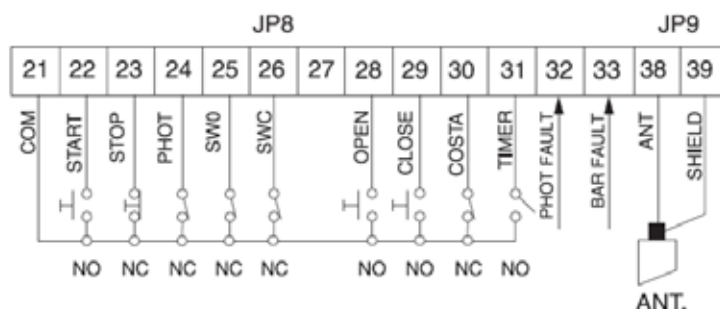 JP8 JP9
21 22 23 24 25 26 27 28 29 30 31 32 33 38 39
COM START STOP PHOT SW0 SWC OPEN CLOSE COSTA TIMER PHOT FAULT BAR FAULT ANT SHIELD
NO NC NC NC NC NO NO NC NO
ANT.